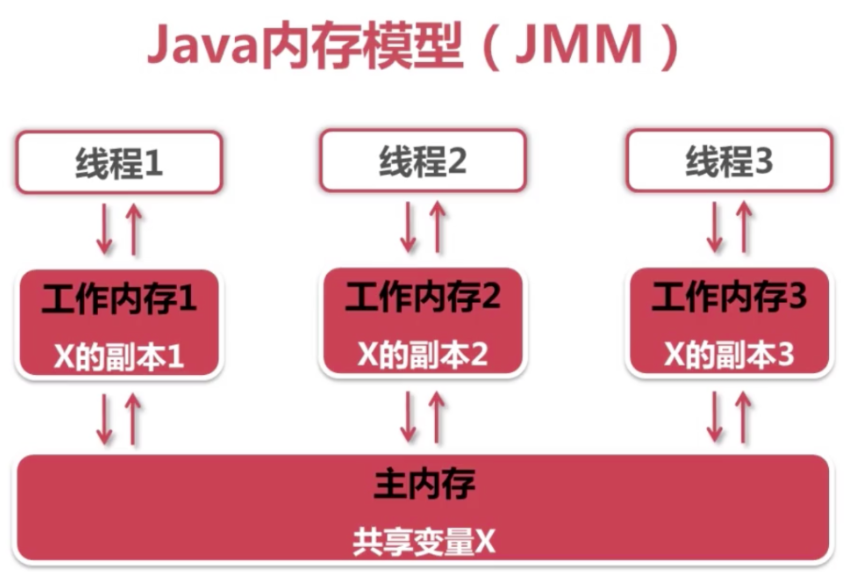 Java内存模型（JMM）
线程1
线程2
线程3
工作内存1
X的副本1
工作内存2
X的副本2
工作内存3
X的副本3
主内存
共享变量X